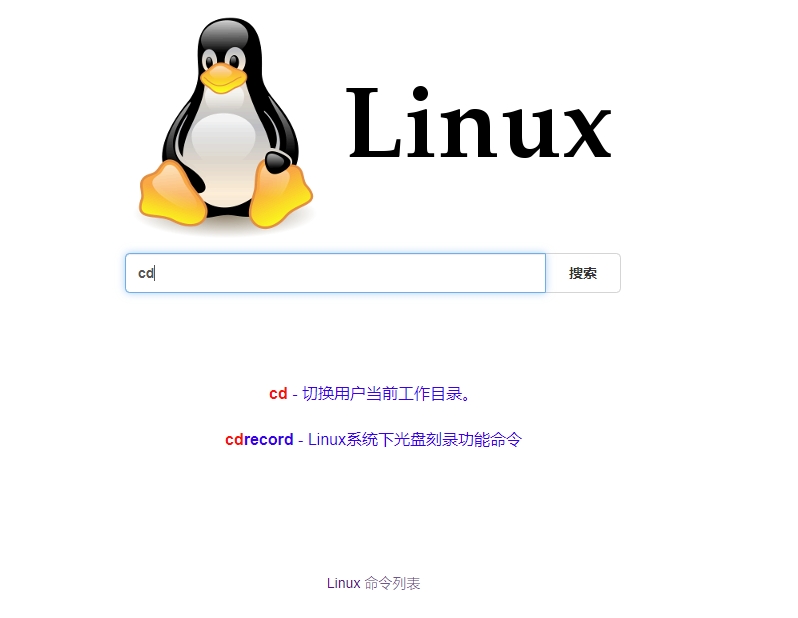 Linux
cd
搜索
cd - 切换用户当前工作目录。
cdrecord - Linux系统下光盘刻录功能命令
Linux 命令列表